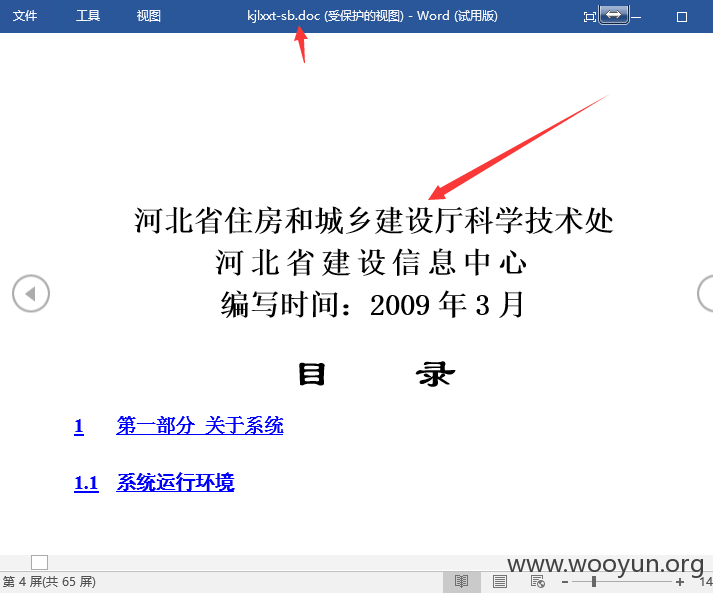 文件 工具 视图 kjlxxt-sb.doc (受保护的视图) - Word (试用版)
河北省住房和城乡建设厅科学技术处
河北省建设信息中心
编写时间：2009 年 3 月
目 录
1 第一部分 关于系统
1.1 系统运行环境
www.wooyun.org
第 4 屏(共 65 屏) 14